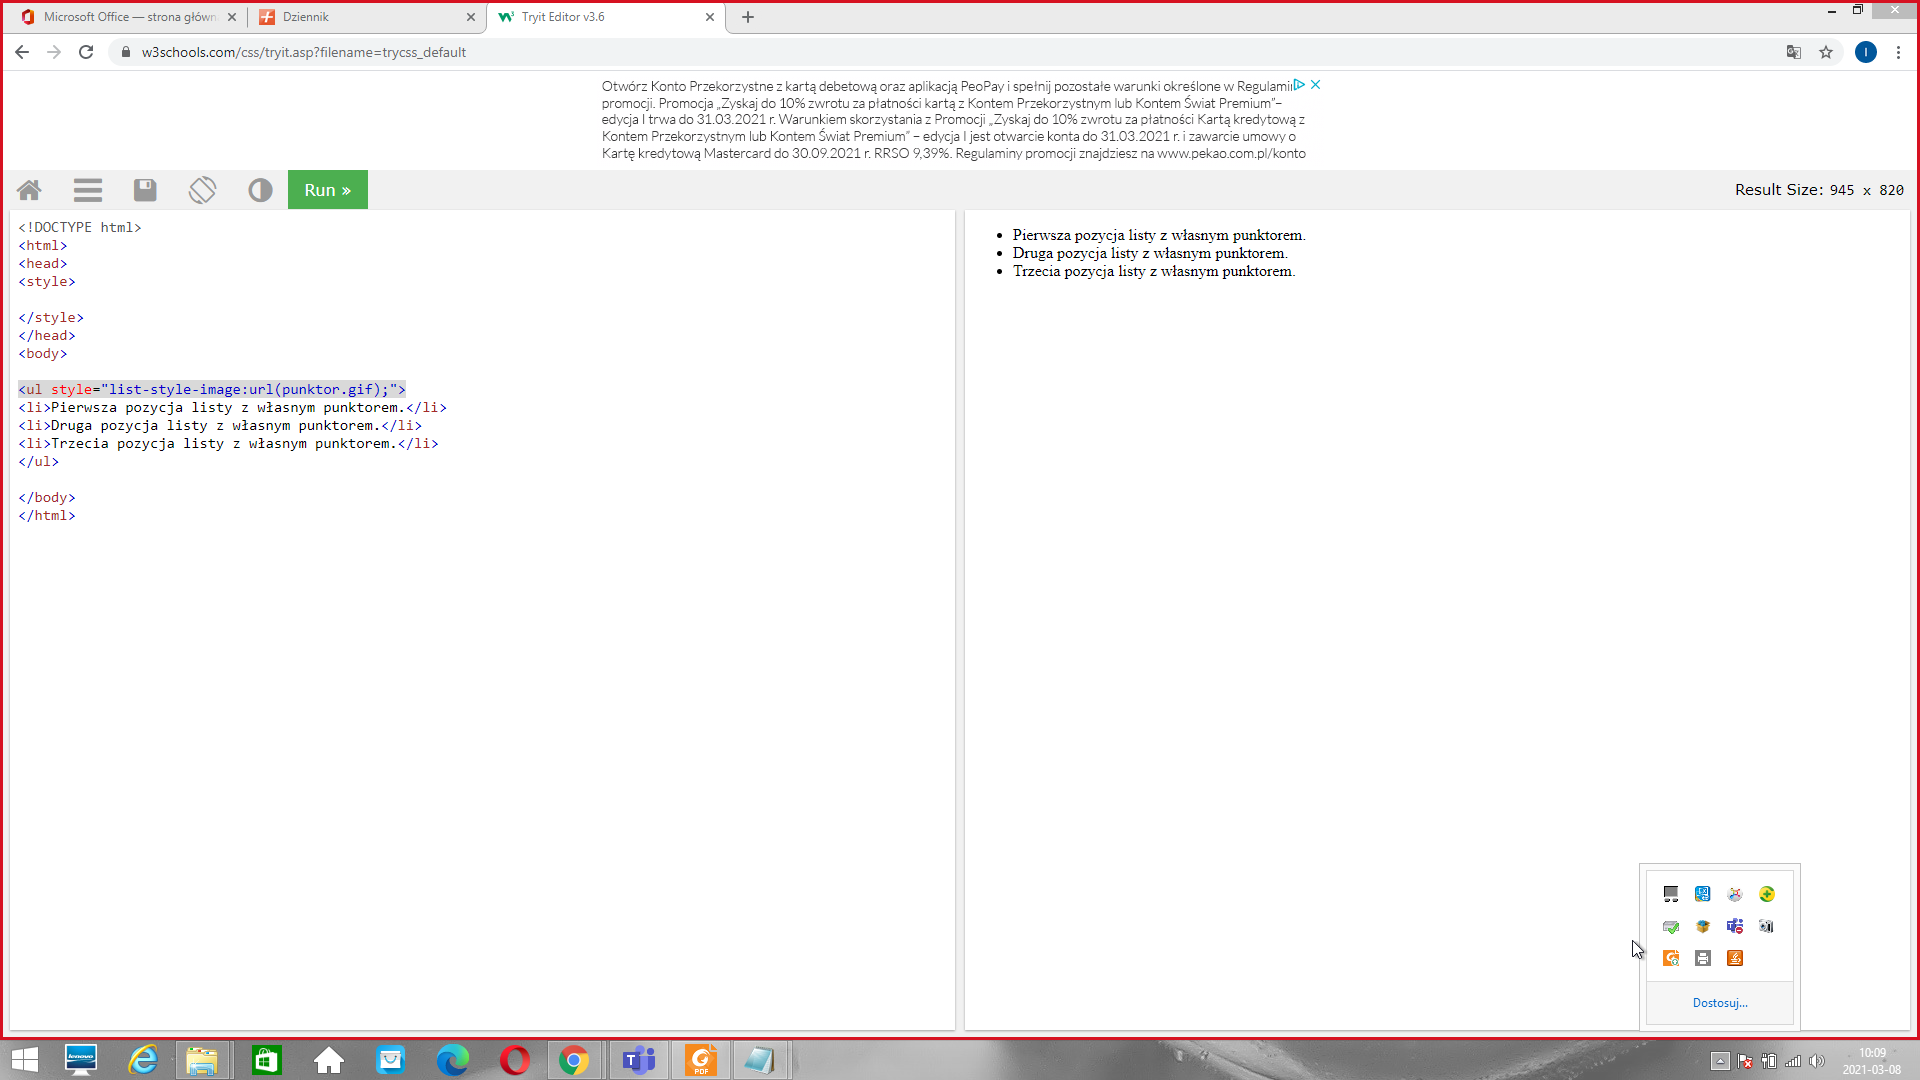 Microsoft Office — strona główn
Dziennik
Tryit Editor v3.6
w3schools.com/css/tryit.asp?filename=trycss_default
I
Otwórz Konto Przekorzystne z kartą debetową oraz aplikacją PeoPay i spełnij pozostałe warunki określone w Regulamii
promocji. Promocja „Zyskaj do 10% zwrotu za płatności kartą z Kontem Przekorzystnym lub Kontem Świat Premium"–
edycja I trwa do 31.03.2021 r. Warunkiem skorzystania z Promocji „Zyskaj do 10% zwrotu za płatności Kartą kredytową z
Kontem Przekorzystnym lub Kontem Świat Premium" – edycja I jest otwarcie konta do 31.03.2021 r. i zawarcie umowy o
Kartę kredytową Mastercard do 30.09.2021 r. RRSO 9,39%. Regulaminy promocji znajdziesz na www.pekao.com.pl/konto
Run »
Result Size: 945 x 820
<!DOCTYPE html>
<html>
<head>
<style>
</style>
</head>
<body>
<ul style="list-style-image:url(punktor.gif);">
<li>Pierwsza pozycja listy z własnym punktorem.</li>
<li>Druga pozycja listy z własnym punktorem.</li>
<li>Trzecia pozycja listy z własnym punktorem.</li>
</ul>
</body>
</html>
• Pierwsza pozycja listy z własnym punktorem.
• Druga pozycja listy z własnym punktorem.
• Trzecia pozycja listy z własnym punktorem.
Dostosuj...
lenovo
PDF
10:09
2021-03-08